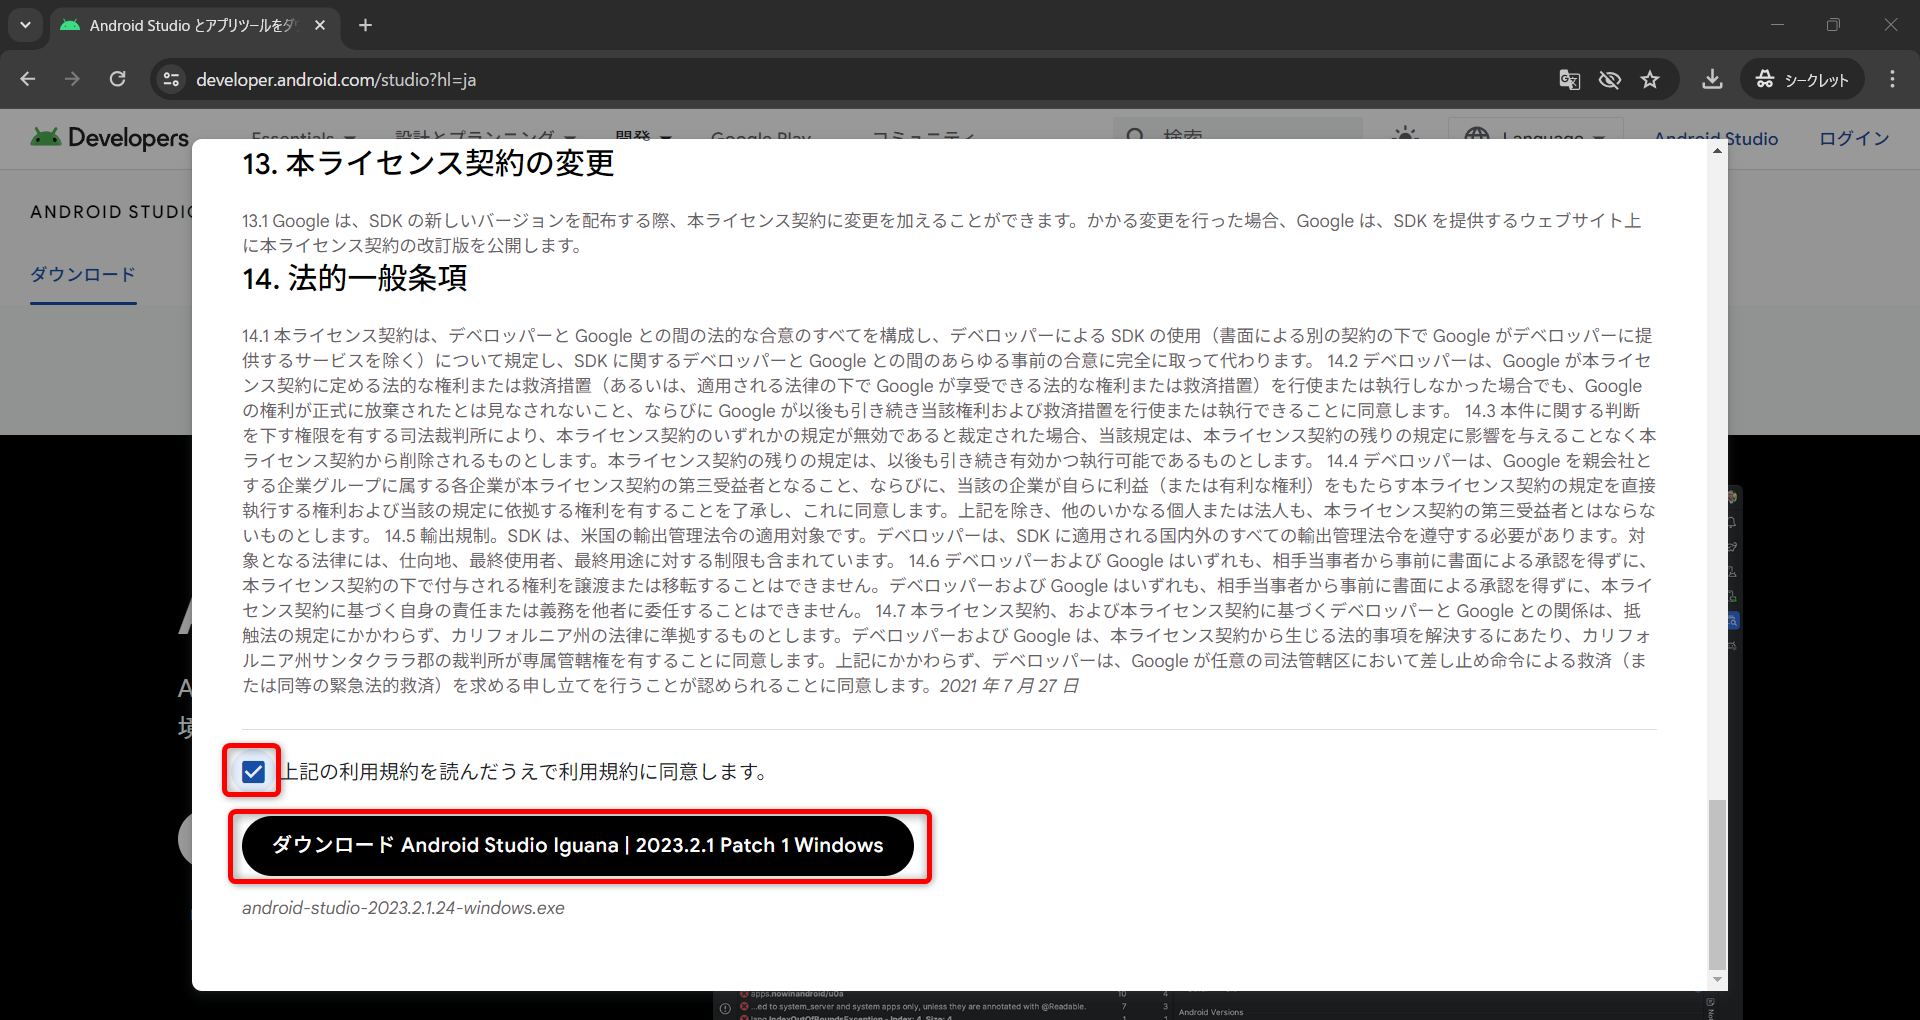 Android Studio とアプリツールをダ
developer.android.com/studio?hl=ja
シークレット
Developers
Essentials
設計とプランニング
開発
Google Play
コミュニティ
検索
Language
Android Studio
ログイン
ANDROID STUDIO
ダウンロード
13. 本ライセンス契約の変更
13.1 Google は、SDK の新しいバージョンを配布する際、本ライセンス契約に変更を加えることができます。かかる変更を行った場合、Google は、SDK を提供するウェブサイト上
に本ライセンス契約の改訂版を公開します。
14. 法的一般条項
14.1 本ライセンス契約は、デベロッパーと Google との間の法的な合意のすべてを構成し、デベロッパーによる SDK の使用（書面による別の契約の下で Google がデベロッパーに提
供するサービスを除く）について規定し、SDK に関するデベロッパーと Google との間のあらゆる事前の合意に完全に取って代わります。 14.2 デベロッパーは、Google が本ライセ
ンス契約に定める法的な権利または救済措置（あるいは、適用される法律の下で Google が享受できる法的な権利または救済措置）を行使または執行しなかった場合でも、Google
の権利が正式に放棄されたとは見なされないこと、ならびに Google が以後も引き続き当該権利および救済措置を行使または執行できることに同意します。 14.3 本件に関する判断
を下す権限を有する司法裁判所により、本ライセンス契約のいずれかの規定が無効であると裁定された場合、当該規定は、本ライセンス契約の残りの規定に影響を与えることなく本
ライセンス契約から削除されるものとします。本ライセンス契約の残りの規定は、以後も引き続き有効かつ執行可能であるものとします。 14.4 デベロッパーは、Google を親会社と
する企業グループに属する各企業が本ライセンス契約の第三受益者となること、ならびに、当該の企業が自らに利益（または有利な権利）をもたらす本ライセンス契約の規定を直接
執行する権利および当該の規定に依拠する権利を有することを了承し、これに同意します。上記を除き、他のいかなる個人または法人も、本ライセンス契約の第三受益者とはならな
いものとします。 14.5 輸出規制。SDK は、米国の輸出管理法令の適用対象です。デベロッパーは、SDK に適用される国内外のすべての輸出管理法令を遵守する必要があります。対
象となる法律には、仕向地、最終使用者、最終用途に対する制限も含まれています。 14.6 デベロッパーおよび Google はいずれも、相手当事者から事前に書面による承認を得ずに、
本ライセンス契約の下で付与される権利を譲渡または移転することはできません。デベロッパーおよび Google はいずれも、相手当事者から事前に書面による承認を得ずに、本ライ
センス契約に基づく自身の責任または義務を他者に委任することはできません。 14.7 本ライセンス契約、および本ライセンス契約に基づくデベロッパーと Google との関係は、抵
触法の規定にかかわらず、カリフォルニア州の法律に準拠するものとします。デベロッパーおよび Google は、本ライセンス契約から生じる法的事項を解決するにあたり、カリフォ
ルニア州サンタクララ郡の裁判所が専属管轄権を有することに同意します。上記にかかわらず、デベロッパーは、Google が任意の司法管轄区において差し止め命令による救済（ま
たは同等の緊急法的救済）を求める申し立てを行うことが認められることに同意します。2021 年 7 月 27 日
上記の利用規約を読んだうえで利用規約に同意します。
ダウンロード Android Studio Iguana | 2023.2.1 Patch 1 Windows
android-studio-2023.2.1.24-windows.exe
apps.nowinandroid/u0a 10 4
...ed to system_server and system apps only, unless they are annotated with @Readable. 7 3
Android Versions
lang.IndexOutOfBoundsException - Index: 4, Size: 4 1 1